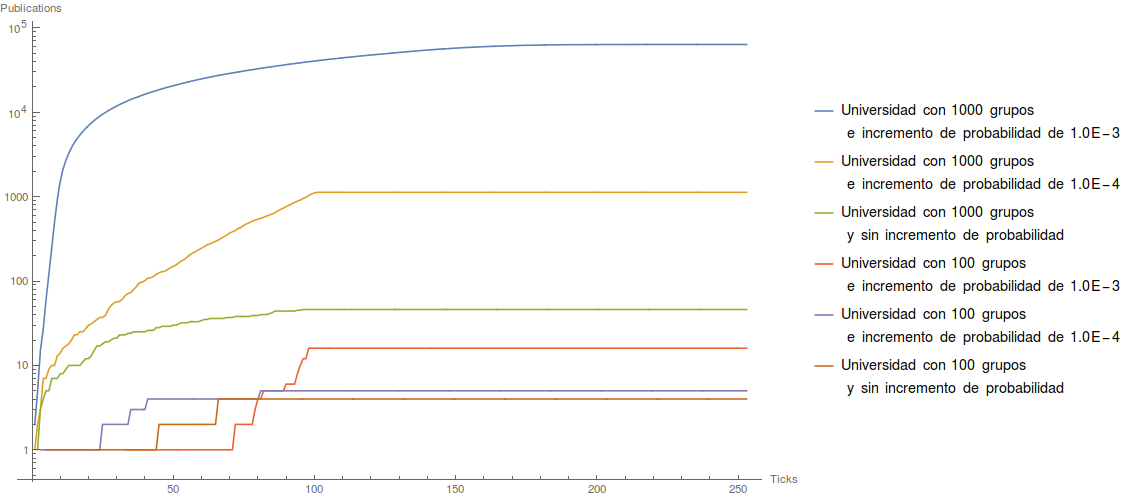 Publications
10^5
10^4
1000
100
10
1
50
100
150
200
250
Ticks
Universidad con 1000 grupos
e incremento de probabilidad de 1.0E-3
Universidad con 1000 grupos
e incremento de probabilidad de 1.0E-4
Universidad con 1000 grupos
y sin incremento de probabilidad
Universidad con 100 grupos
e incremento de probabilidad de 1.0E-3
Universidad con 100 grupos
e incremento de probabilidad de 1.0E-4
Universidad con 100 grupos
y sin incremento de probabilidad